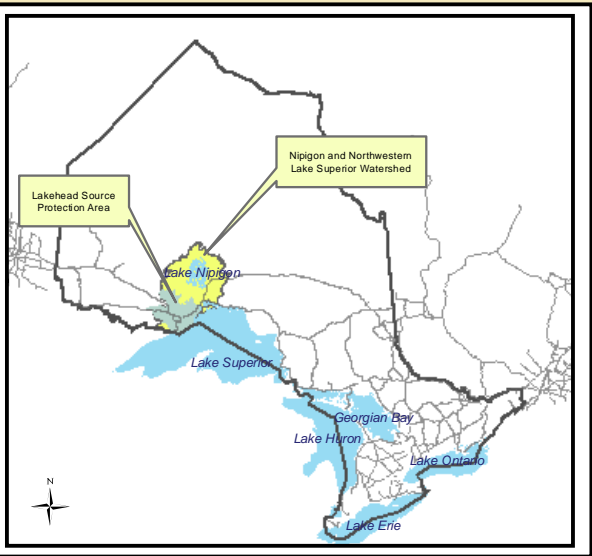 Nipigon and Northwestern
Lake Superior Watershed
Lakehead Source
Protection Area
Lake Nipigon
Lake Superior
Georgian Bay
Lake Huron
Lake Ontario
Lake Erie
N